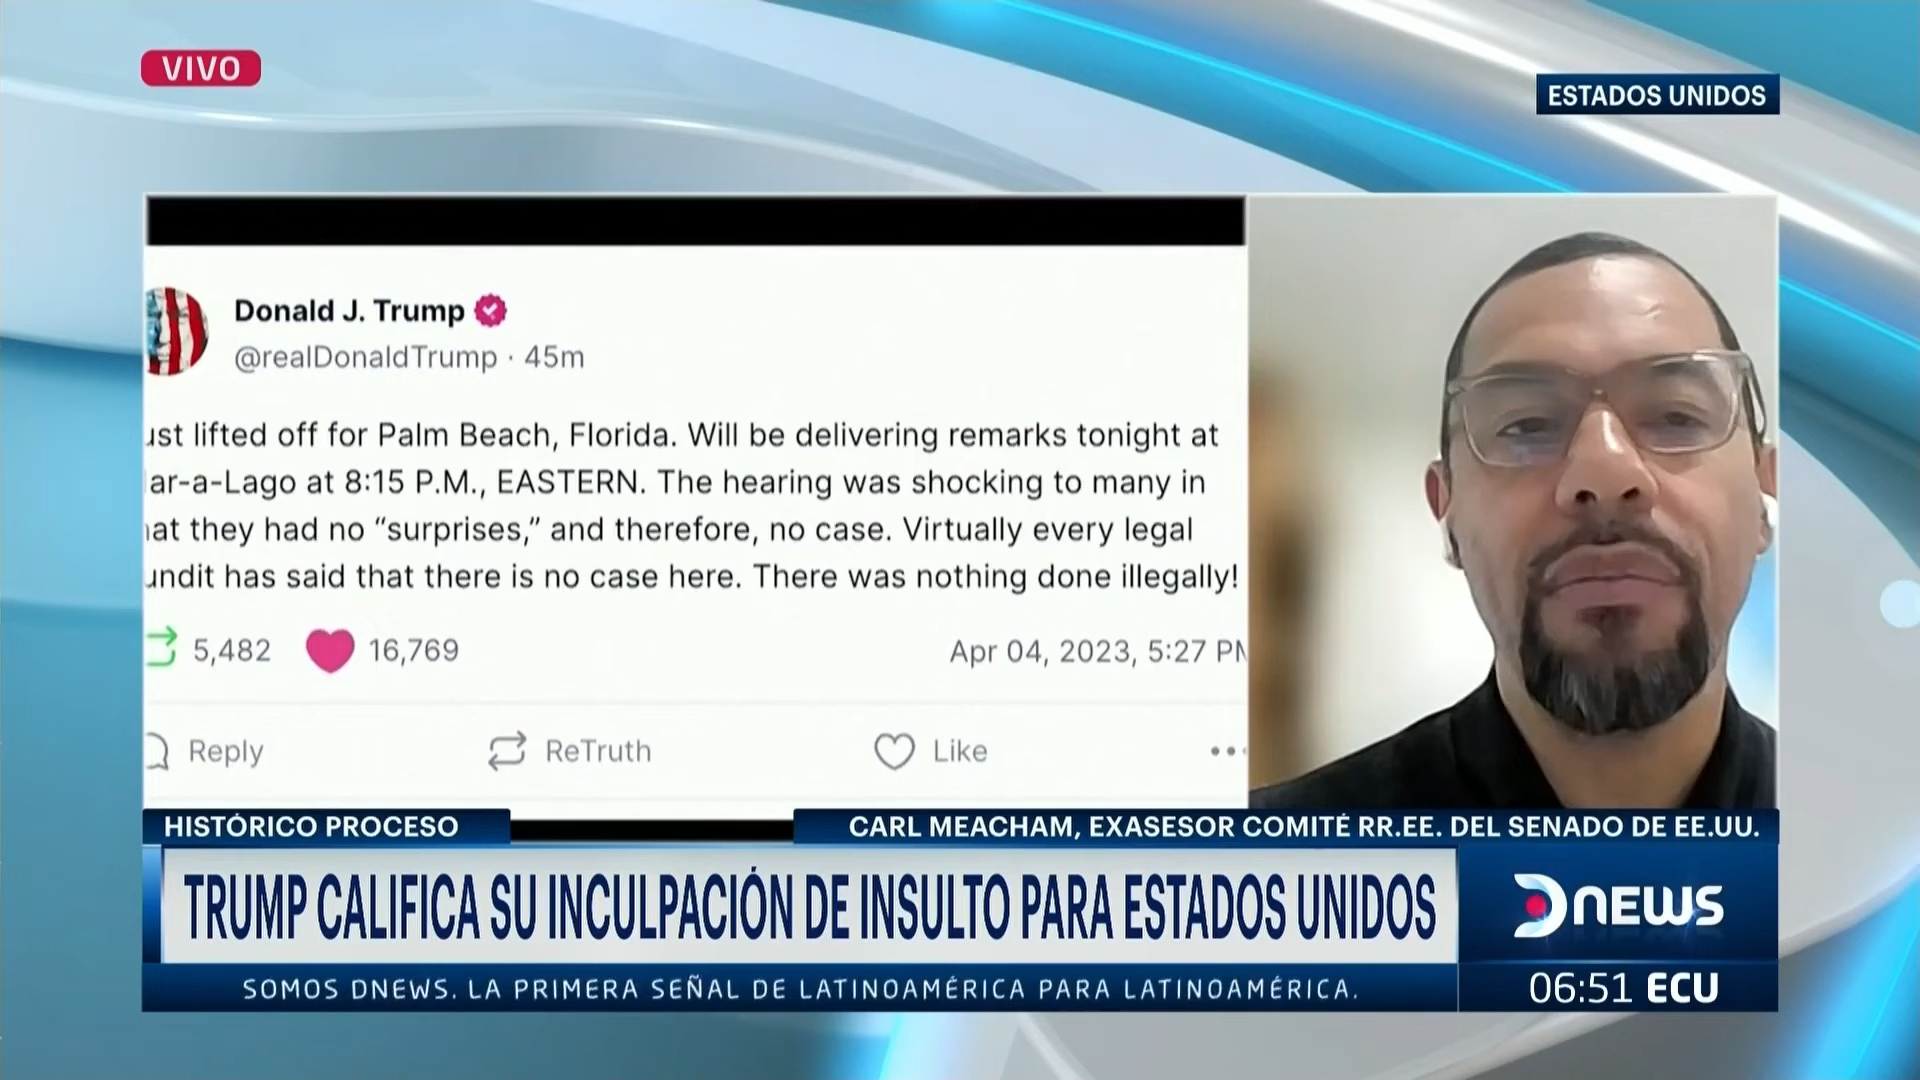 VIVO
ESTADOS UNIDOS
Donald J. Trump
@realDonaldTrump · 45m
ust lifted off for Palm Beach, Florida. Will be delivering remarks tonight at
ar-a-Lago at 8:15 P.M., EASTERN. The hearing was shocking to many in
hat they had no “surprises,” and therefore, no case. Virtually every legal
undit has said that there is no case here. There was nothing done illegally!
5,482 16,769 Apr 04, 2023, 5:27 PM
Reply ReTruth Like
HISTÓRICO PROCESO
CARL MEACHAM, EXASESOR COMITÉ RR.EE. DEL SENADO DE EE.UU.
TRUMP CALIFICA SU INCULPACIÓN DE INSULTO PARA ESTADOS UNIDOS
DNEWS
SOMOS DNEWS. LA PRIMERA SEÑAL DE LATINOAMÉRICA PARA LATINOAMÉRICA.
06:51 ECU